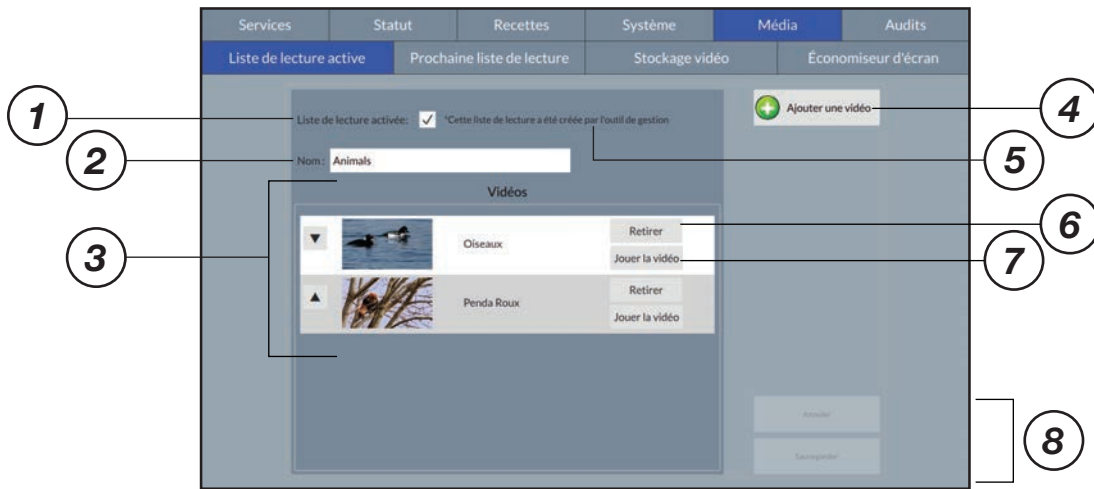 Services Statut Recettes Système Média Audits
Liste de lecture active Prochaine liste de lecture Stockage vidéo Économiseur d'écran
1 Liste de lecture activée: *Cette liste de lecture a été créée par l'outil de gestion
Ajouter une vidéo 4
2 Nom: Animals 5
Vidéos
3
Oiseaux Retirer 6
Jouer la vidéo 7
Penda Roux Retirer
Jouer la vidéo
Annuler
Sauvegarder
8